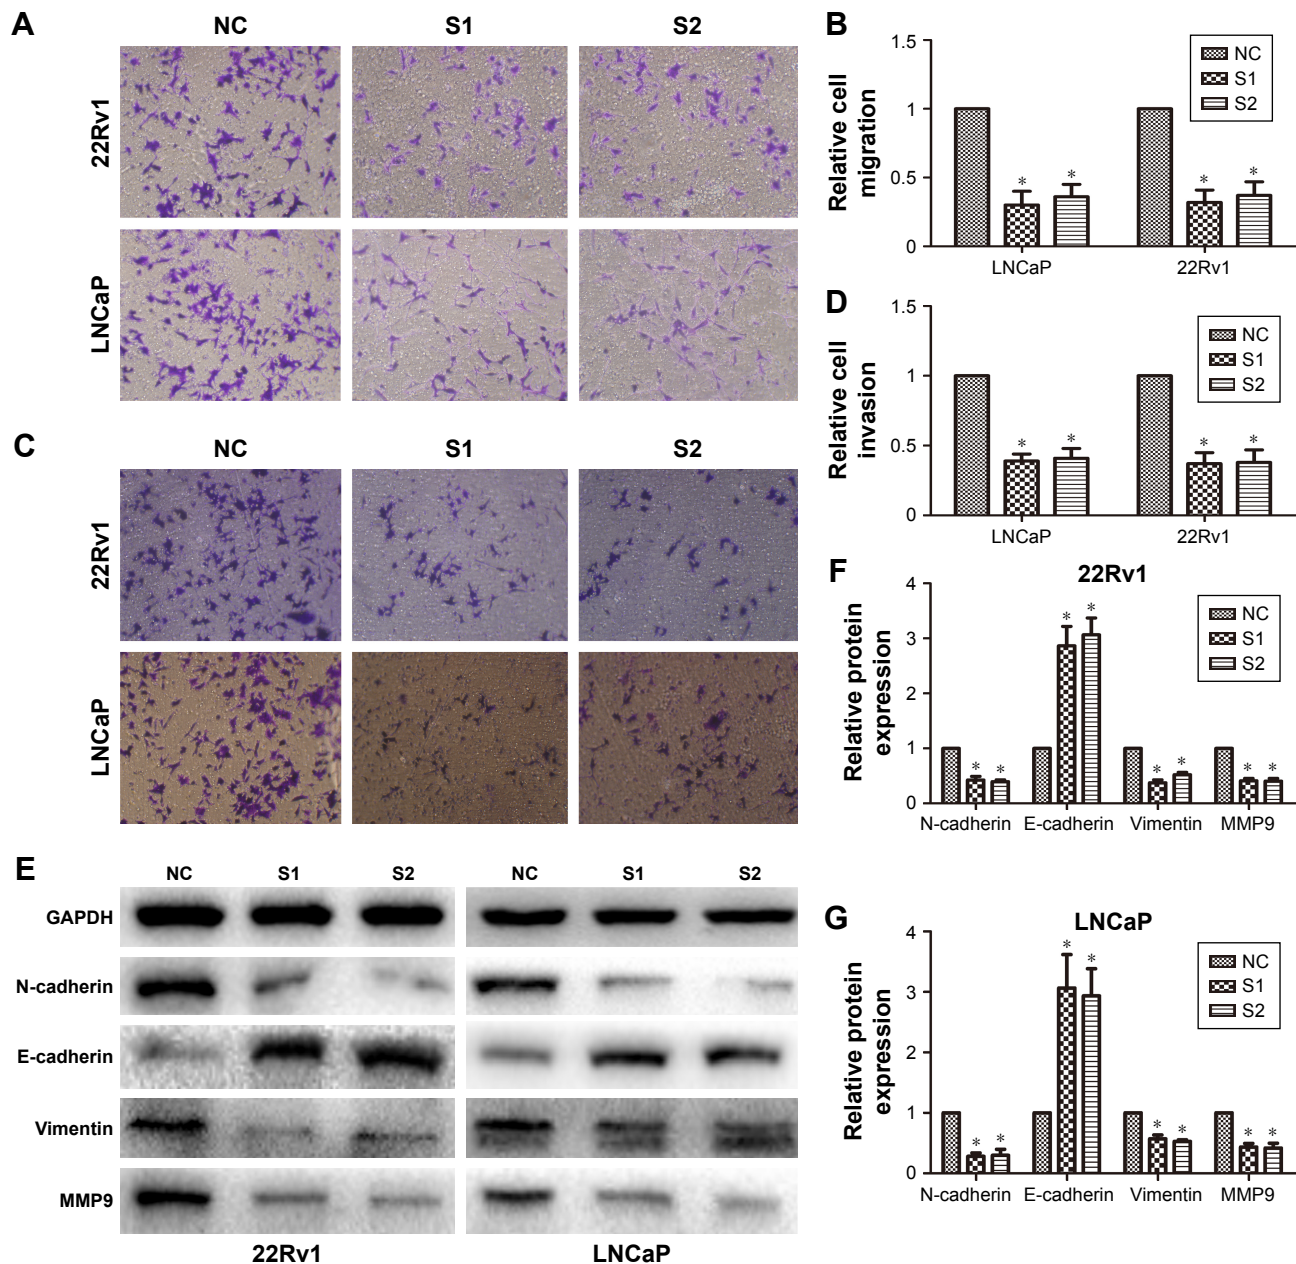 A
NC
S1
S2
22Rv1
LNCaP
B
Relative cell
migration
1.5
1
0.5
0
NC
S1
S2
*
*
*
*
LNCaP
22Rv1
C
NC
S1
S2
22Rv1
LNCaP
D
Relative cell
invasion
1.5
1
0.5
0
NC
S1
S2
*
*
*
*
LNCaP
22Rv1
E
NC
S1
S2
NC
S1
S2
GAPDH
N-cadherin
E-cadherin
Vimentin
MMP9
22Rv1
LNCaP
F
22Rv1
Relative protein
expression
4
3
2
1
0
NC
S1
S2
*
*
*
*
*
*
*
*
N-cadherin
E-cadherin
Vimentin
MMP9
G
LNCaP
Relative protein
expression
4
3
2
1
0
NC
S1
S2
*
*
*
*
*
*
*
*
N-cadherin
E-cadherin
Vimentin
MMP9